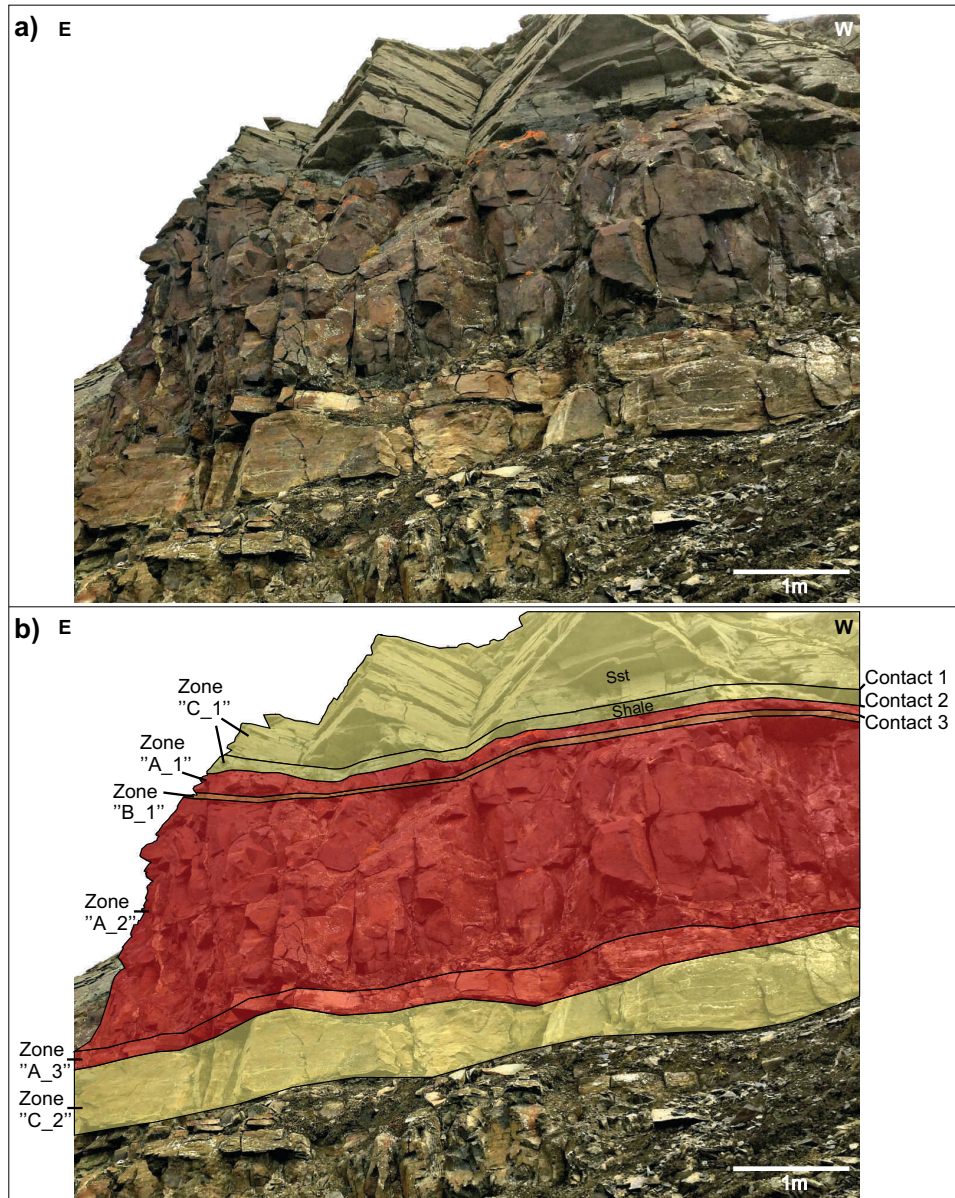 a) E
W
1m
b) E
W
Zone
"C_1"
Sst
Contact 1
Shale
Contact 2
Contact 3
Zone
"A_1"
Zone
"B_1"
Zone
"A_2"
Zone
"A_3"
Zone
"C_2"
1m